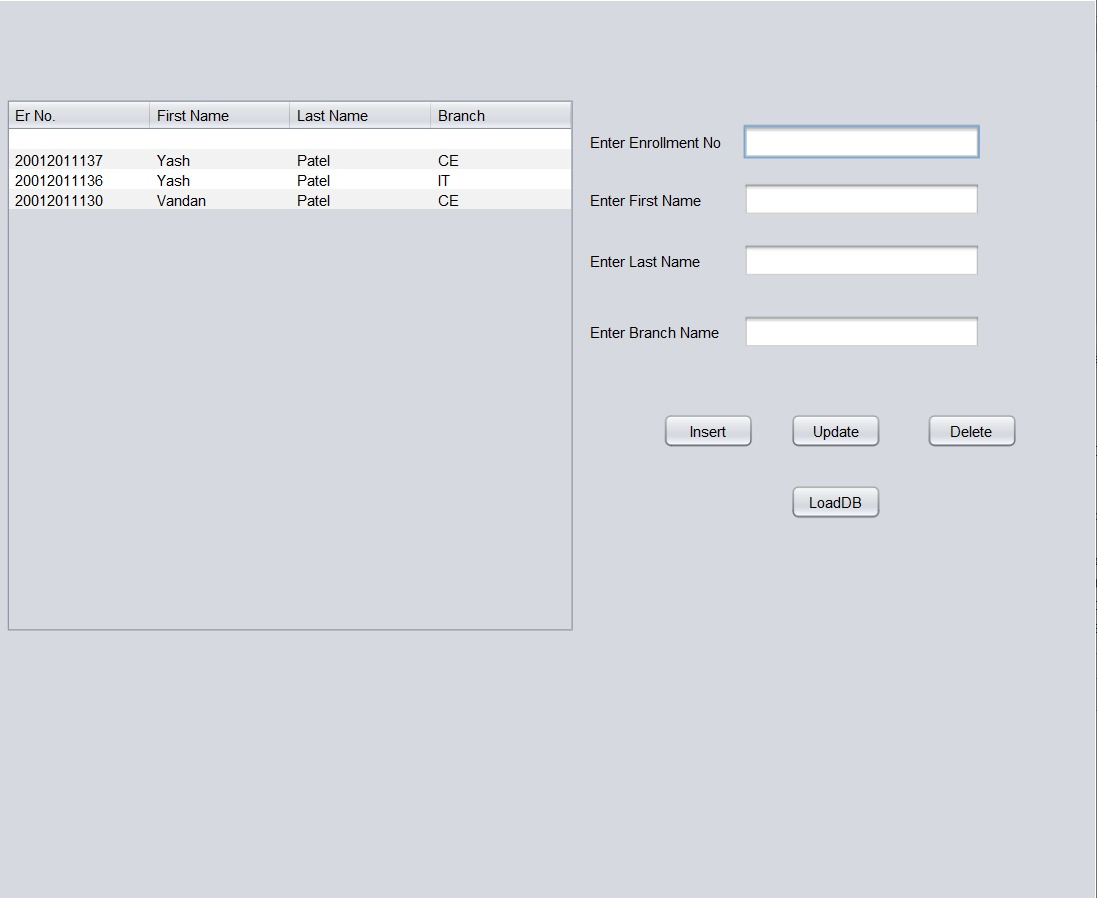 Er No. First Name Last Name Branch
20012011137 Yash Patel CE
20012011136 Yash Patel IT
20012011130 Vandan Patel CE
Enter Enrollment No
Enter First Name
Enter Last Name
Enter Branch Name
Insert Update Delete
LoadDB